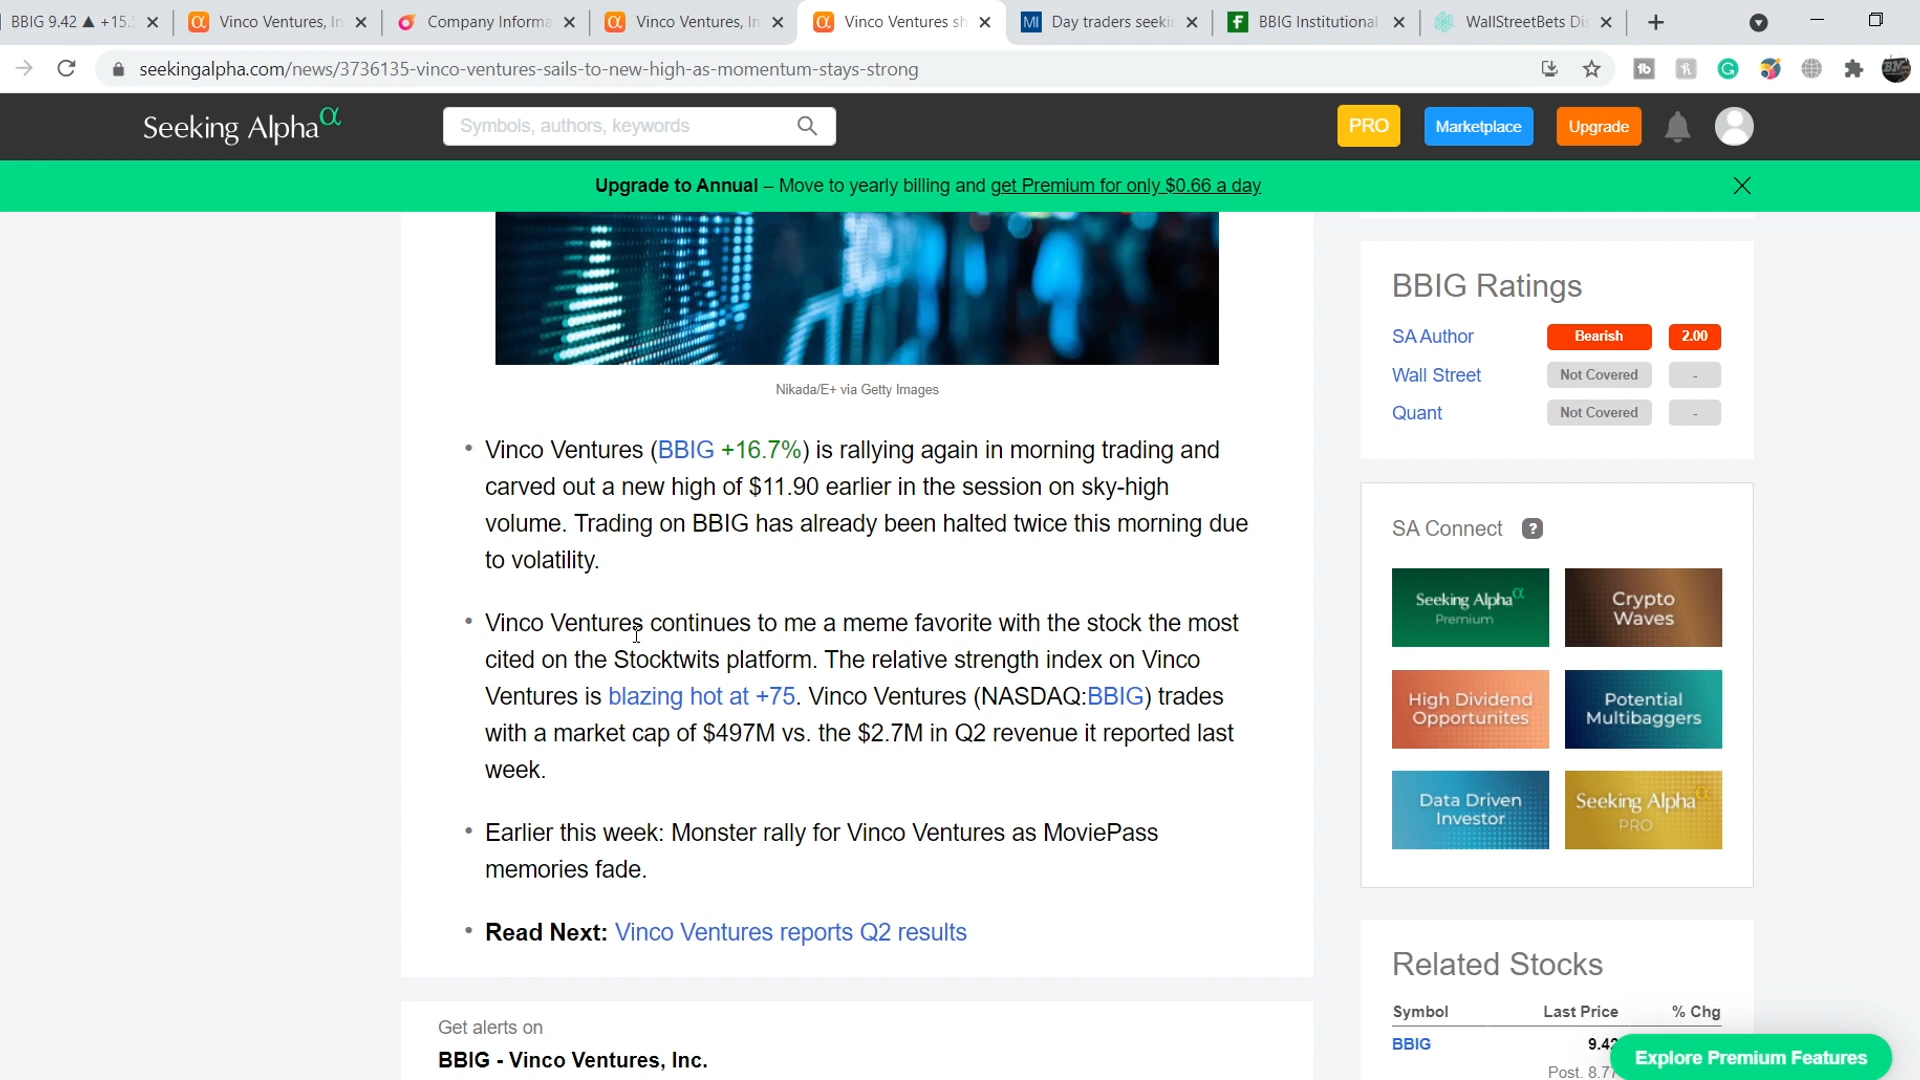 BBIG 9.42 ▲ +15.5
Vinco Ventures, In
Company Informa
Vinco Ventures, In
Vinco Ventures sh
MI Day traders seekin
BBIG Institutional
WallStreetBets Dis
seekingalpha.com/news/3736135-vinco-ventures-sails-to-new-high-as-momentum-stays-strong
Seeking Alpha α
Symbols, authors, keywords
PRO
Marketplace
Upgrade
Upgrade to Annual – Move to yearly billing and get Premium for only $0.66 a day
Nikada/E+ via Getty Images
• Vinco Ventures (BBIG +16.7%) is rallying again in morning trading and
carved out a new high of $11.90 earlier in the session on sky-high
volume. Trading on BBIG has already been halted twice this morning due
to volatility.
• Vinco Ventures continues to me a meme favorite with the stock the most
cited on the Stocktwits platform. The relative strength index on Vinco
Ventures is blazing hot at +75. Vinco Ventures (NASDAQ:BBIG) trades
with a market cap of $497M vs. the $2.7M in Q2 revenue it reported last
week.
• Earlier this week: Monster rally for Vinco Ventures as MoviePass
memories fade.
• Read Next: Vinco Ventures reports Q2 results
Get alerts on
BBIG - Vinco Ventures, Inc.
BBIG Ratings
SA Author Bearish 2.00
Wall Street Not Covered -
Quant Not Covered -
SA Connect ?
Seeking Alpha α
Premium
Crypto
Waves
High Dividend
Opportunites
Potential
Multibaggers
Data Driven
Investor
Seeking Alpha α
PRO
Related Stocks
Symbol Last Price % Chg
BBIG 9.42
Post. 8.77
Explore Premium Features